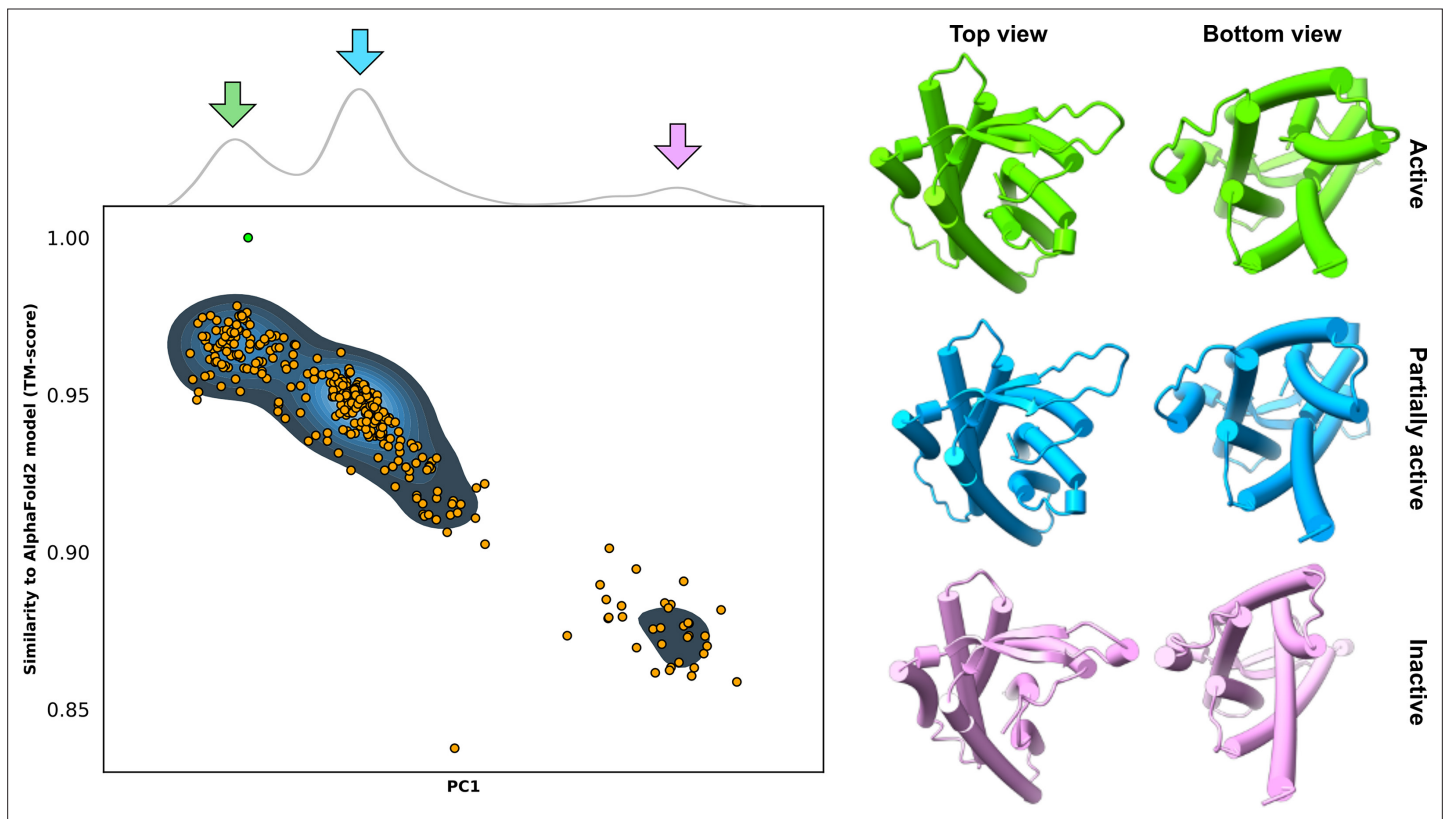 Top view
Bottom view
Active
Partially active
Inactive
1.00
0.95
0.90
0.85
Similarity to AlphaFold2 model (TM-score)
PC1